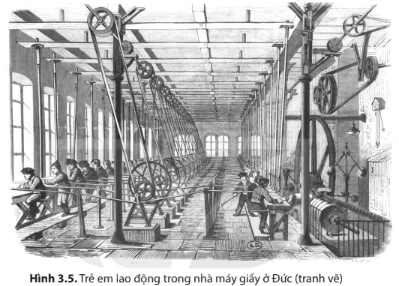 Hình 3.5. Trẻ em lao động trong nhà máy giấy ở Đức (tranh vẽ)